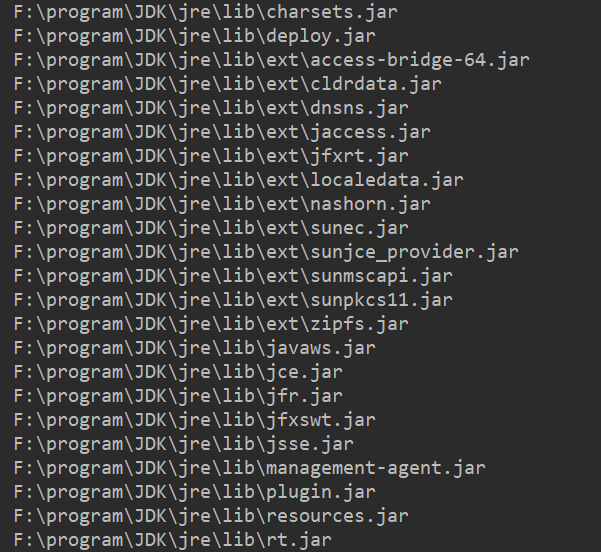 F:\program\JDK\jre\lib\charsets.jar
F:\program\JDK\jre\lib\deploy.jar
F:\program\JDK\jre\lib\ext\access-bridge-64.jar
F:\program\JDK\jre\lib\ext\cldrdata.jar
F:\program\JDK\jre\lib\ext\dnsns.jar
F:\program\JDK\jre\lib\ext\jaccess.jar
F:\program\JDK\jre\lib\ext\jfxrt.jar
F:\program\JDK\jre\lib\ext\localedata.jar
F:\program\JDK\jre\lib\ext\nashorn.jar
F:\program\JDK\jre\lib\ext\sunec.jar
F:\program\JDK\jre\lib\ext\sunjce_provider.jar
F:\program\JDK\jre\lib\ext\sunmscapi.jar
F:\program\JDK\jre\lib\ext\sunpkcs11.jar
F:\program\JDK\jre\lib\ext\zipfs.jar
F:\program\JDK\jre\lib\javaws.jar
F:\program\JDK\jre\lib\jce.jar
F:\program\JDK\jre\lib\jfr.jar
F:\program\JDK\jre\lib\jfxswt.jar
F:\program\JDK\jre\lib\jsse.jar
F:\program\JDK\jre\lib\management-agent.jar
F:\program\JDK\jre\lib\plugin.jar
F:\program\JDK\jre\lib\resources.jar
F:\program\JDK\jre\lib\rt.jar